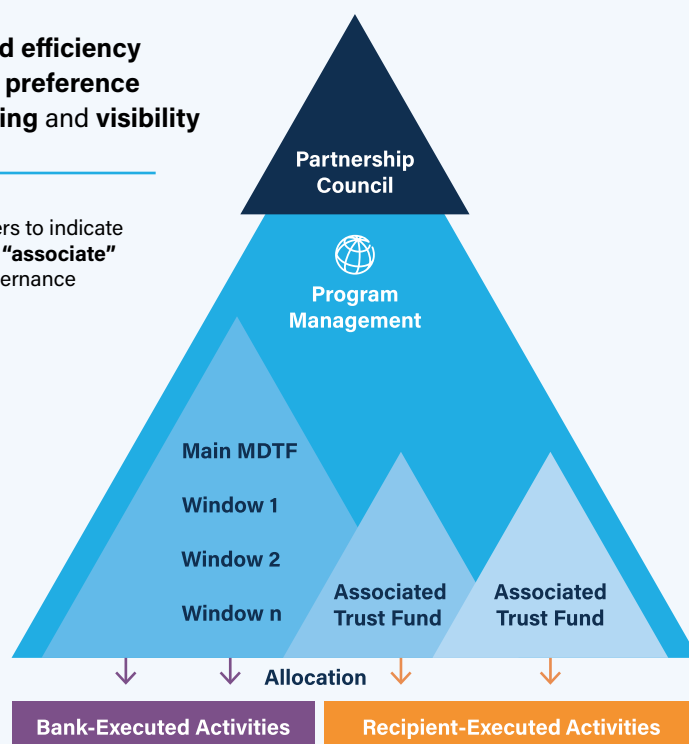 d efficiency
preference
ing and visibility
ers to indicate
“associate”
ernance
Partnership
Council
Program
Management
Main MDTF
Window 1
Window 2
Window n
Associated
Trust Fund
Associated
Trust Fund
Allocation
Bank-Executed Activities
Recipient-Executed Activities